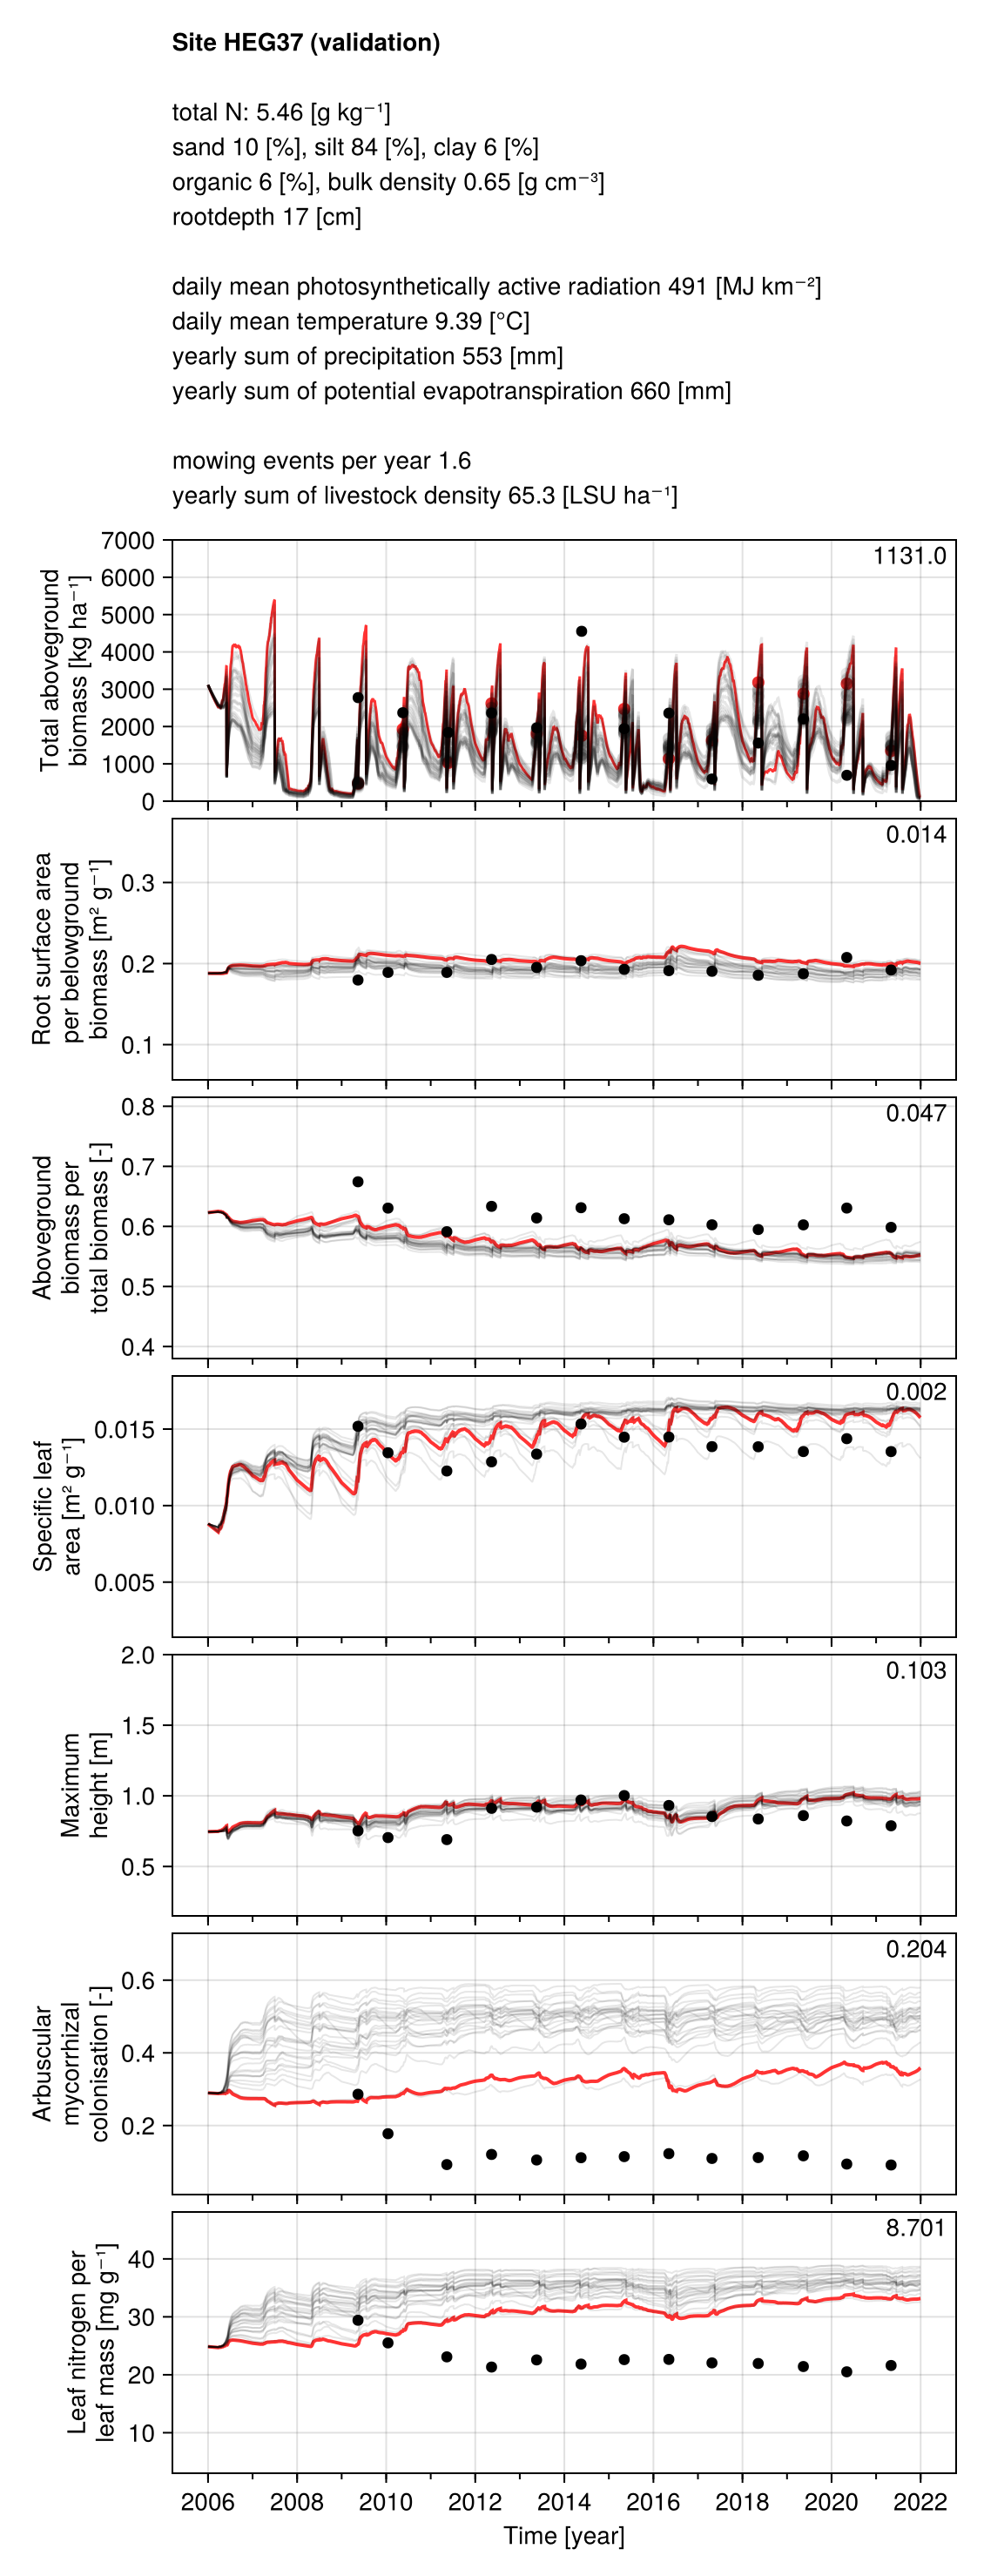 Site HEG37 (validation)
total N: 5.46 [g kg⁻¹]
sand 10 [%], silt 84 [%], clay 6 [%]
organic 6 [%], bulk density 0.65 [g cm⁻³]
rootdepth 17 [cm]
daily mean photosynthetically active radiation 491 [MJ km⁻²]
daily mean temperature 9.39 [°C]
yearly sum of precipitation 553 [mm]
yearly sum of potential evapotranspiration 660 [mm]
mowing events per year 1.6
yearly sum of livestock density 65.3 [LSU ha⁻¹]
Total aboveground
biomass [kg ha⁻¹]
7000
6000
5000
4000
3000
2000
1000
0
1131.0
Root surface area
per belowground
biomass [m² g⁻¹]
0.3
0.2
0.1
0.014
Aboveground
biomass per
total biomass [-]
0.8
0.7
0.6
0.5
0.4
0.047
Specific leaf
area [m² g⁻¹]
0.015
0.010
0.005
0.002
Maximum
height [m]
2.0
1.5
1.0
0.5
0.103
Arbuscular
mycorrhizal
colonisation [-]
0.6
0.4
0.2
0.204
Leaf nitrogen per
leaf mass [mg g⁻¹]
40
30
20
10
8.701
2006 2008 2010 2012 2014 2016 2018 2020 2022
Time [year]